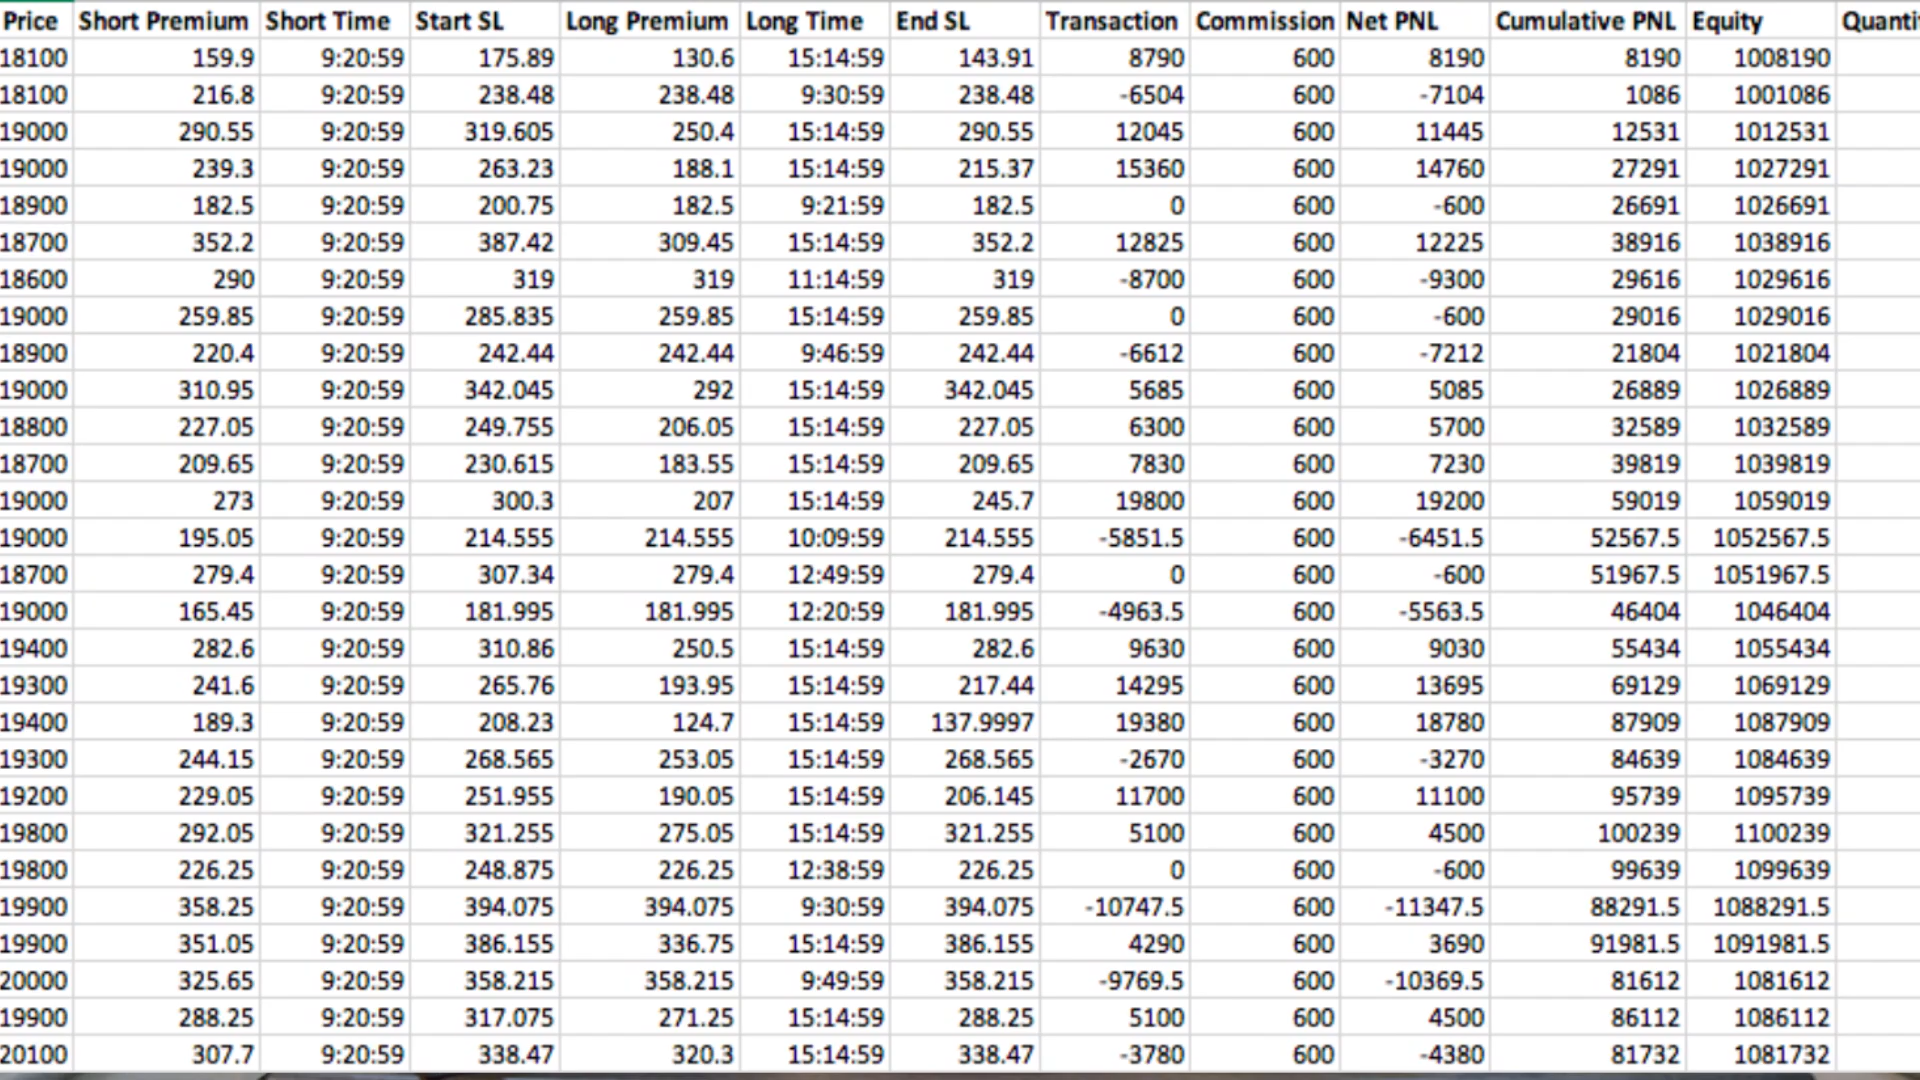 Price Short Premium Short Time Start SL Long Premium Long Time End SL Transaction Commission Net PNL Cumulative PNL Equity Quanti
18100 159.9 9:20:59 175.89 130.6 15:14:59 143.91 8790 600 8190 8190 1008190
18100 216.8 9:20:59 238.48 238.48 9:30:59 238.48 -6504 600 -7104 1086 1001086
19000 290.55 9:20:59 319.605 250.4 15:14:59 290.55 12045 600 11445 12531 1012531
19000 239.3 9:20:59 263.23 188.1 15:14:59 215.37 15360 600 14760 27291 1027291
18900 182.5 9:20:59 200.75 182.5 9:21:59 182.5 0 600 -600 26691 1026691
18700 352.2 9:20:59 387.42 309.45 15:14:59 352.2 12825 600 12225 38916 1038916
18600 290 9:20:59 319 319 11:14:59 319 -8700 600 -9300 29616 1029616
19000 259.85 9:20:59 285.835 259.85 15:14:59 259.85 0 600 -600 29016 1029016
18900 220.4 9:20:59 242.44 242.44 9:46:59 242.44 -6612 600 -7212 21804 1021804
19000 310.95 9:20:59 342.045 292 15:14:59 342.045 5685 600 5085 26889 1026889
18800 227.05 9:20:59 249.755 206.05 15:14:59 227.05 6300 600 5700 32589 1032589
18700 209.65 9:20:59 230.615 183.55 15:14:59 209.65 7830 600 7230 39819 1039819
19000 273 9:20:59 300.3 207 15:14:59 245.7 19800 600 19200 59019 1059019
19000 195.05 9:20:59 214.555 214.555 10:09:59 214.555 -5851.5 600 -6451.5 52567.5 1052567.5
18700 279.4 9:20:59 307.34 279.4 12:49:59 279.4 0 600 -600 51967.5 1051967.5
19000 165.45 9:20:59 181.995 181.995 12:20:59 181.995 -4963.5 600 -5563.5 46404 1046404
19400 282.6 9:20:59 310.86 250.5 15:14:59 282.6 9630 600 9030 55434 1055434
19300 241.6 9:20:59 265.76 193.95 15:14:59 217.44 14295 600 13695 69129 1069129
19400 189.3 9:20:59 208.23 124.7 15:14:59 137.9997 19380 600 18780 87909 1087909
19300 244.15 9:20:59 268.565 253.05 15:14:59 268.565 -2670 600 -3270 84639 1084639
19200 229.05 9:20:59 251.955 190.05 15:14:59 206.145 11700 600 11100 95739 1095739
19800 292.05 9:20:59 321.255 275.05 15:14:59 321.255 5100 600 4500 100239 1100239
19800 226.25 9:20:59 248.875 226.25 12:38:59 226.25 0 600 -600 99639 1099639
19900 358.25 9:20:59 394.075 394.075 9:30:59 394.075 -10747.5 600 -11347.5 88291.5 1088291.5
19900 351.05 9:20:59 386.155 336.75 15:14:59 386.155 4290 600 3690 91981.5 1091981.5
20000 325.65 9:20:59 358.215 358.215 9:49:59 358.215 -9769.5 600 -10369.5 81612 1081612
19900 288.25 9:20:59 317.075 271.25 15:14:59 288.25 5100 600 4500 86112 1086112
20100 307.7 9:20:59 338.47 320.3 15:14:59 338.47 -3780 600 -4380 81732 1081732